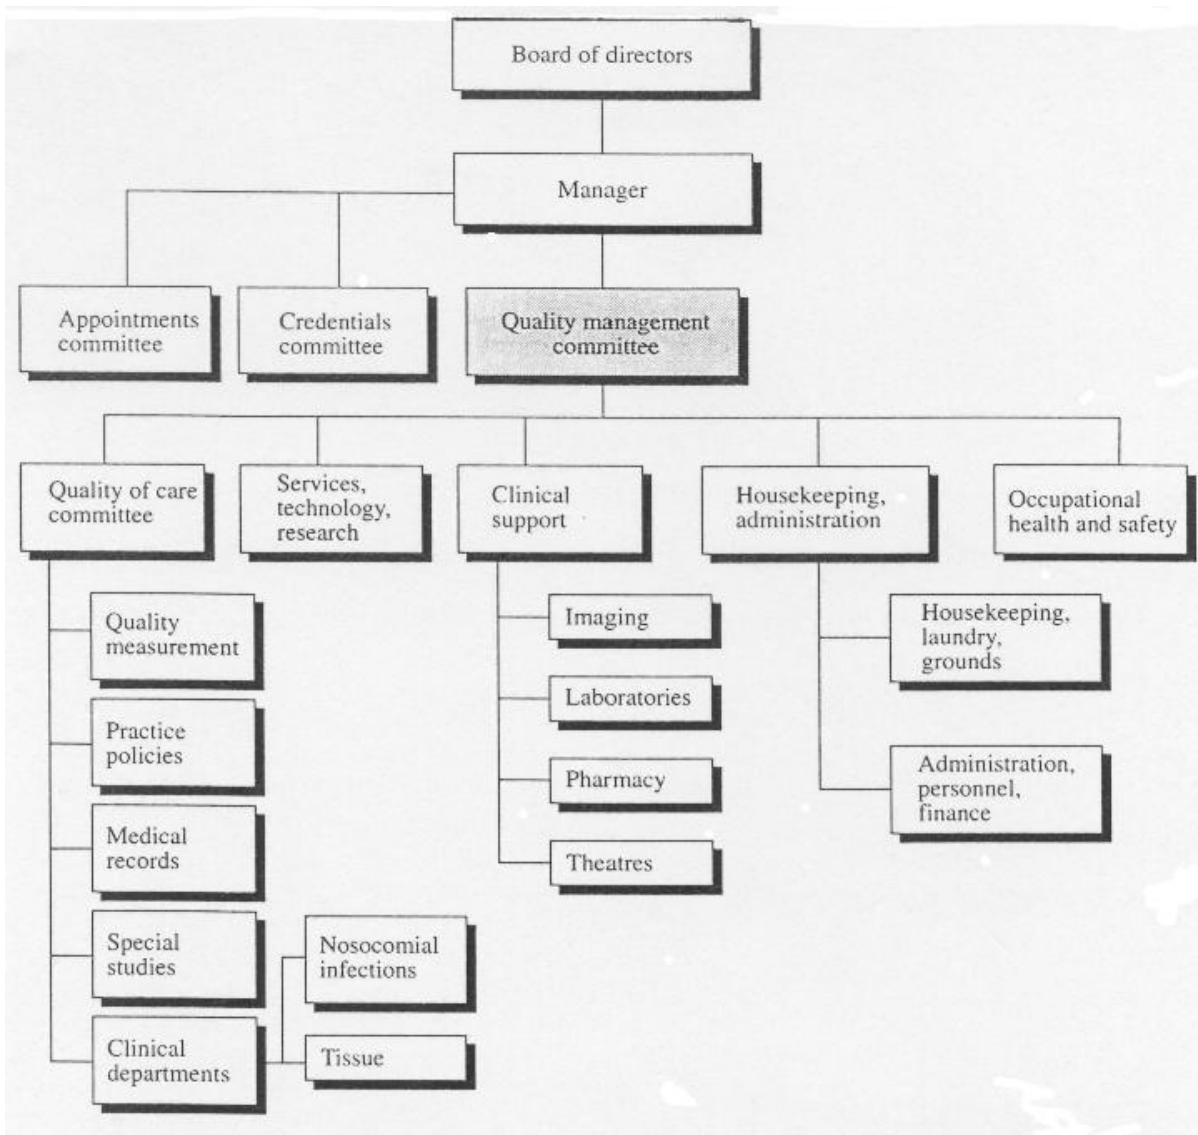 Board of directors
Manager
Appointments
committee
Credentials
committee
Quality management
committee
Quality of care
committee
Services,
technology,
research
Clinical
support
Housekeeping,
administration
Occupational
health and safety
Quality
measurement
Practice
policies
Medical
records
Special
studies
Clinical
departments
Nosocomial
infections
Tissue
Imaging
Laboratories
Pharmacy
Theatres
Housekeeping,
laundry,
grounds
Administration,
personnel,
finance